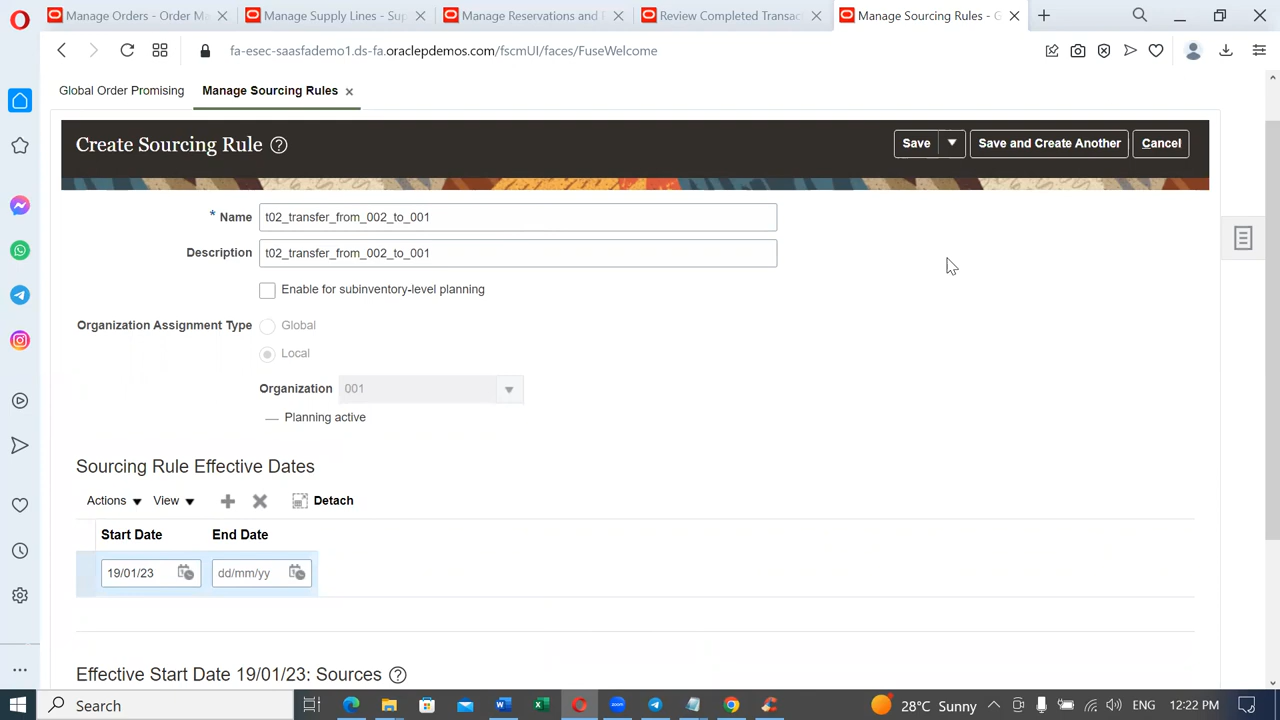 Manage Orders - Order Ma
Manage Supply Lines - Sup
Manage Reservations and P
Review Completed Transac
Manage Sourcing Rules - G
fa-esec-saasfademo1.ds-fa.oraclepdemos.com/fscmUI/faces/FuseWelcome
Global Order Promising
Manage Sourcing Rules
Create Sourcing Rule
Save
Save and Create Another
Cancel
* Name t02_transfer_from_002_to_001
Description t02_transfer_from_002_to_001
Enable for subinventory-level planning
Organization Assignment Type Global
Local
Organization 001
Planning active
Sourcing Rule Effective Dates
Actions View Detach
Start Date End Date
19/01/23 dd/mm/yy
Effective Start Date 19/01/23: Sources
Search
28°C Sunny
ENG
12:22 PM